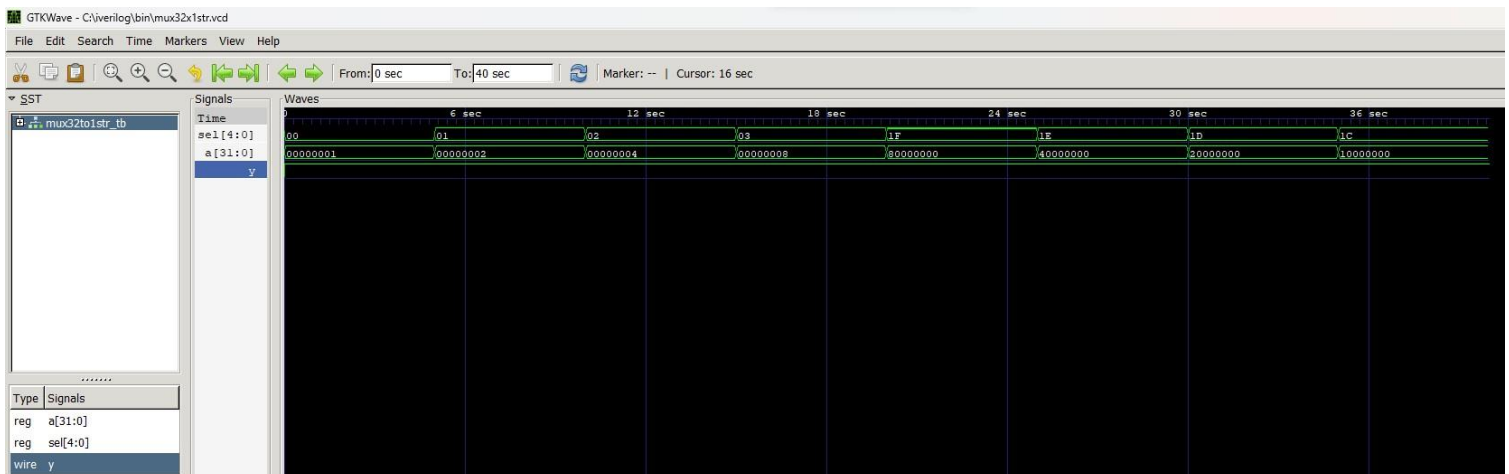 GTKWave - C:\iverilog\bin\mux32x1str.vcd
File Edit Search Time Markers View Help
From: 0 sec To: 40 sec Marker: -- | Cursor: 16 sec
SST
mux32to1str_tb
Type Signals
reg a[31:0]
reg sel[4:0]
wire y
Signals
Time
sel[4:0]
a[31:0]
y
Waves
6 sec 12 sec 18 sec 24 sec 30 sec 36 sec
00 01 02 03 1F 1E 1D 1C
00000001 00000002 00000004 00000008 80000000 40000000 20000000 10000000